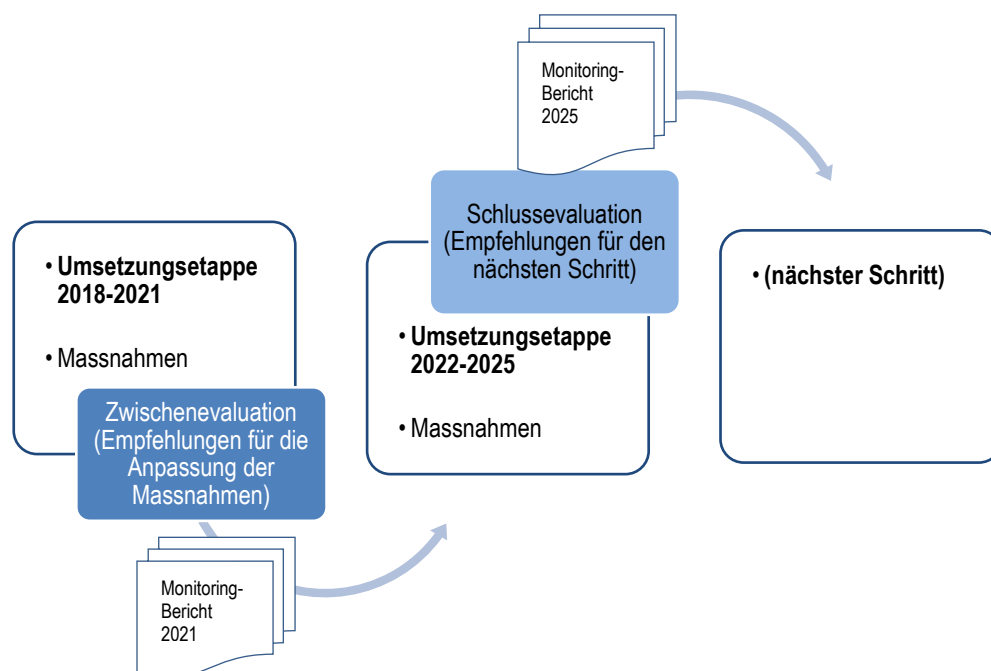 • Umsetzungsetappe
2018-2021
• Massnahmen
Zwischenevaluation
(Empfehlungen für die
Anpassung der
Massnahmen)
Monitoring-
Bericht
2021
Monitoring-
Bericht
2025
Schlussevaluation
(Empfehlungen für den
nächsten Schritt)
• Umsetzungsetappe
2022-2025
• Massnahmen
• (nächster Schritt)